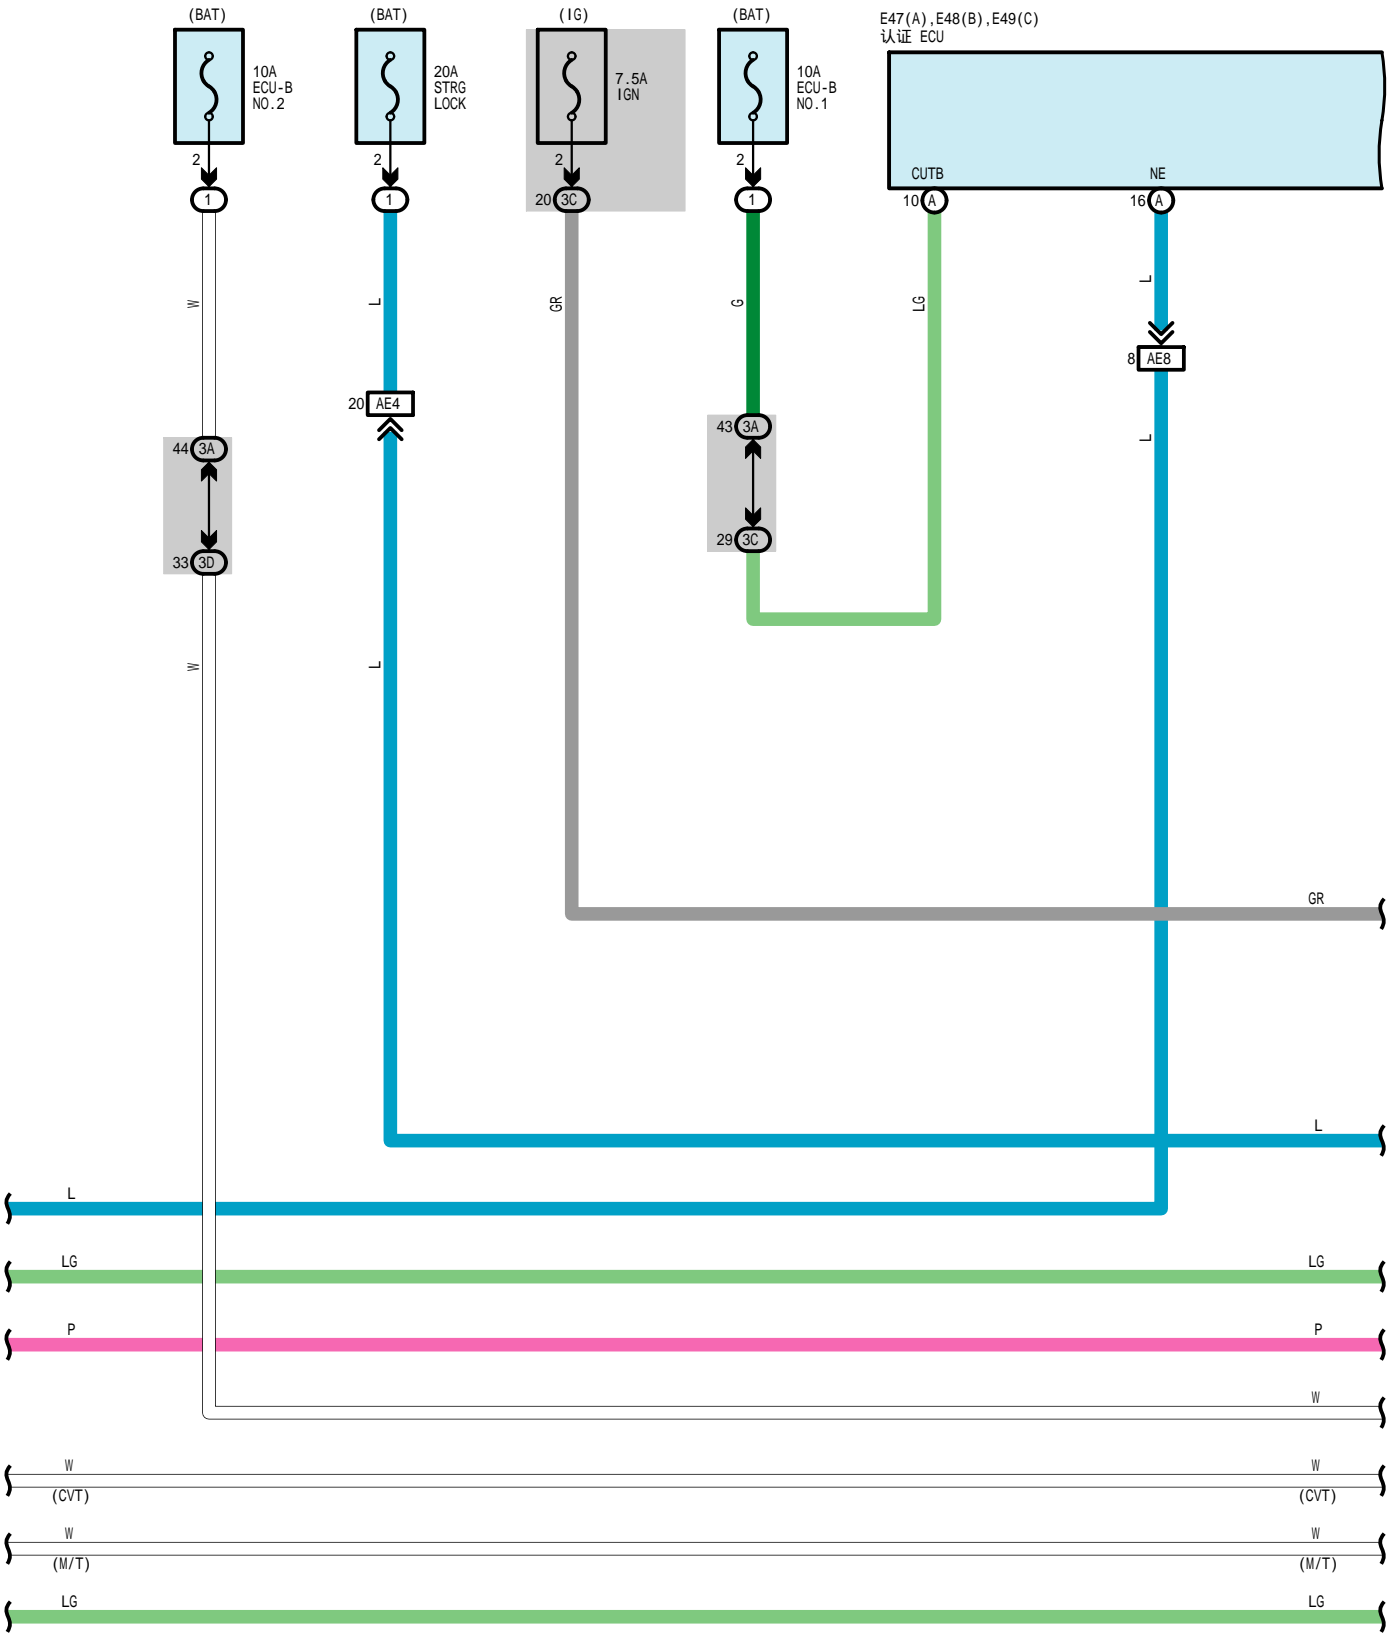 (BAT)
(BAT)
(IG)
(BAT)
E47(A),E48(B),E49(C)
认证 ECU
10A
ECU-B
NO.2
20A
STRG
LOCK
7.5A
IGN
10A
ECU-B
NO.1
2
2
2
2
CUTB
NE
1
1
20 3C
1
10 A
16 A
W
L
GR
G
LG
L
8 AE8
20 AE4
43 3A
L
44 3A
29 3C
33 3D
W
L
GR
L
L
LG
LG
P
P
W
W
W
(CVT)
(CVT)
W
W
(M/T)
(M/T)
LG
LG